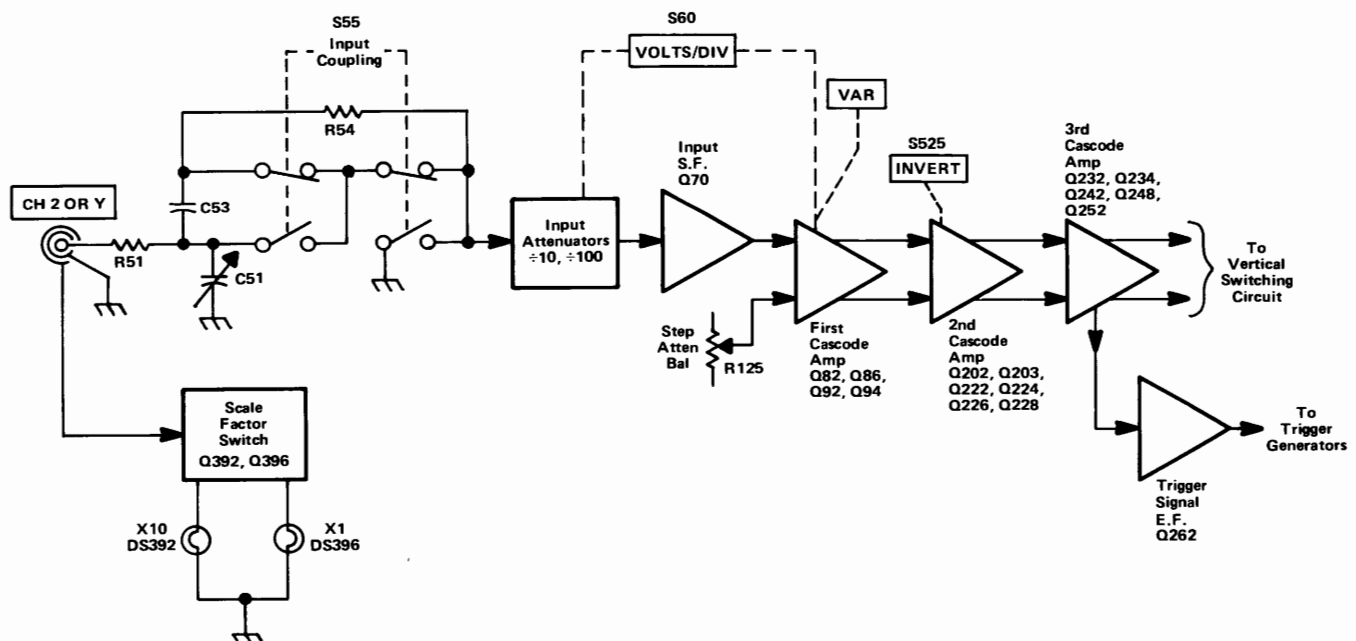 S55
Input
Coupling
S60
VOLTS/DIV
VAR
R54
Input
S.F.
Q70
S525
INVERT
3rd
Cascode
Amp
Q232, Q234,
Q242, Q248,
Q252
CH 2 OR Y
C53
R51
C51
Input
Attenuators
÷10, ÷100
To
Vertical
Switching
Circuit
Step
Atten
Bal
R125
First
Cascode
Amp
Q82, Q86,
Q92, Q94
2nd
Cascode
Amp
Q202, Q203,
Q222, Q224,
Q226, Q228
Scale
Factor
Switch
Q392, Q396
To
Trigger
Generators
Trigger
Signal
E.F.
Q262
X10
DS392
X1
DS396